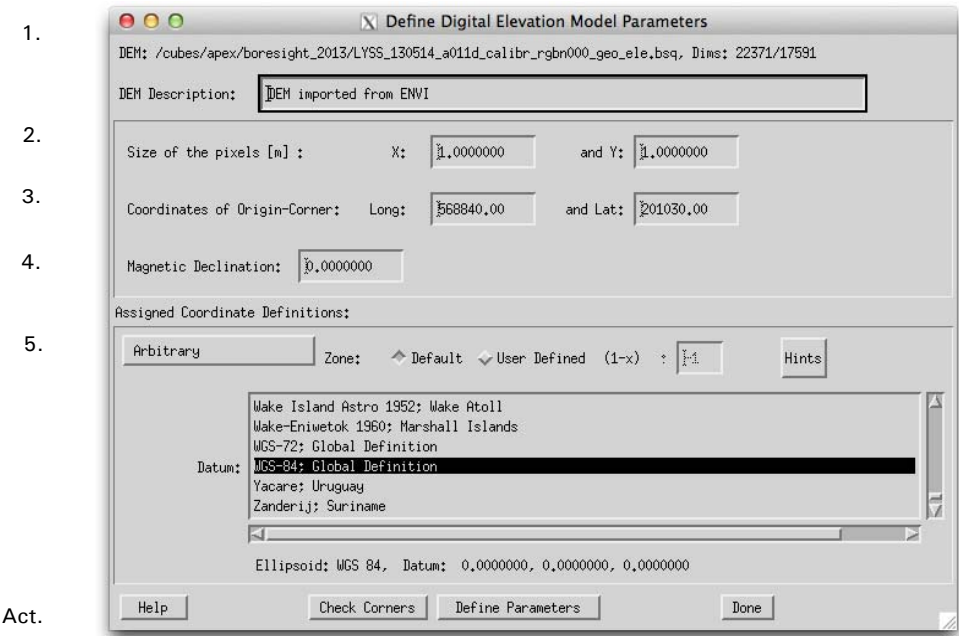 1.
X Define Digital Elevation Model Parameters
DEM: /cubes/apex/boresight_2013/LYSS_130514_a011d_calibr_rgbn000_geo_ele.bsq, Dims: 22371/17591
DEM Description: DEM imported from ENVI
2.
Size of the pixels [m] : X: 1.0000000 and Y: 1.0000000
3.
Coordinates of Origin-Corner: Long: 568840.00 and Lat: 201030.00
4.
Magnetic Declination: 0.0000000
Assigned Coordinate Definitions:
5.
Arbitrary Zone: Default User Defined (1-x) : -1 Hints
Wake Island Astro 1952; Wake Atoll
Wake-Eniwetok 1960; Marshall Islands
WGS-72; Global Definition
Datum: WGS-84; Global Definition
Yacare; Uruguay
Zanderij; Suriname
Ellipsoid: WGS 84, Datum: 0.0000000, 0.0000000, 0.0000000
Act.
Help Check Corners Define Parameters Done